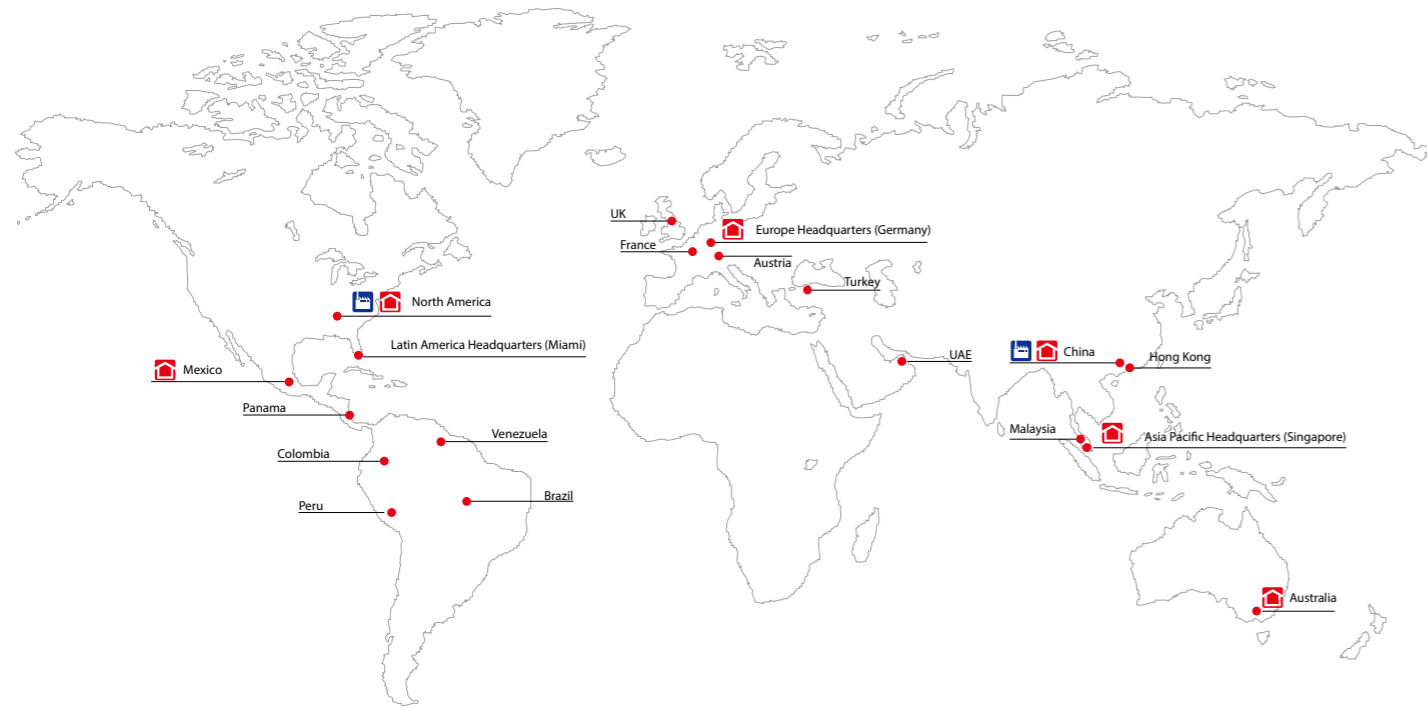 UK
Europe Headquarters (Germany)
France
Austria
Turkey
North America
Latin America Headquarters (Miami)
UAE
China
Hong Kong
Mexico
Panama
Venezuela
Malaysia
Asia Pacific Headquarters (Singapore)
Colombia
Brazil
Peru
Australia